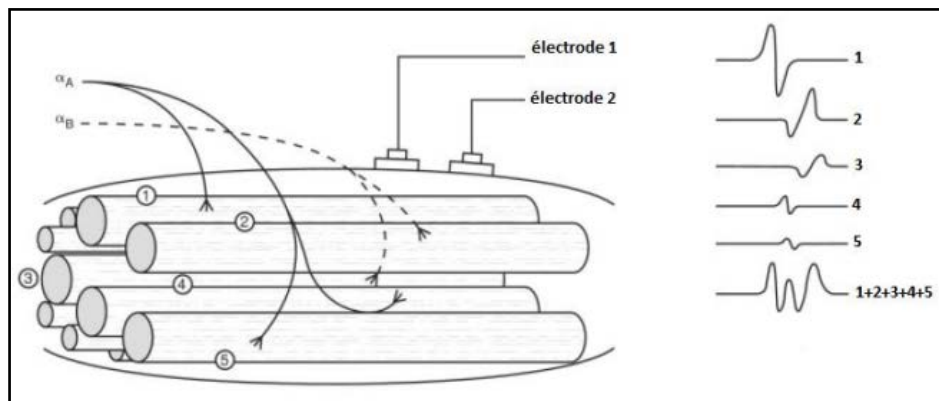 électrode 1
électrode 2
αA
αB
①
②
③
④
⑤
1
2
3
4
5
1+2+3+4+5